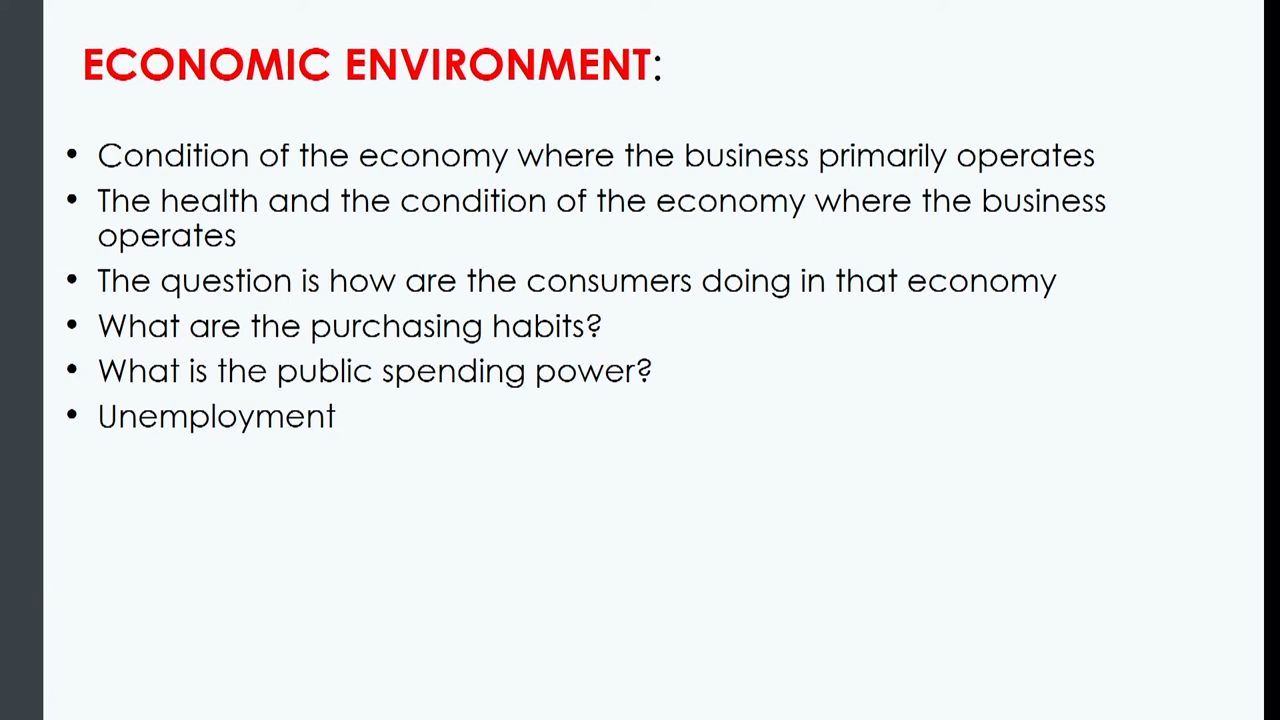 ECONOMIC ENVIRONMENT:
• Condition of the economy where the business primarily operates
• The health and the condition of the economy where the business
operates
• The question is how are the consumers doing in that economy
• What are the purchasing habits?
• What is the public spending power?
• Unemployment